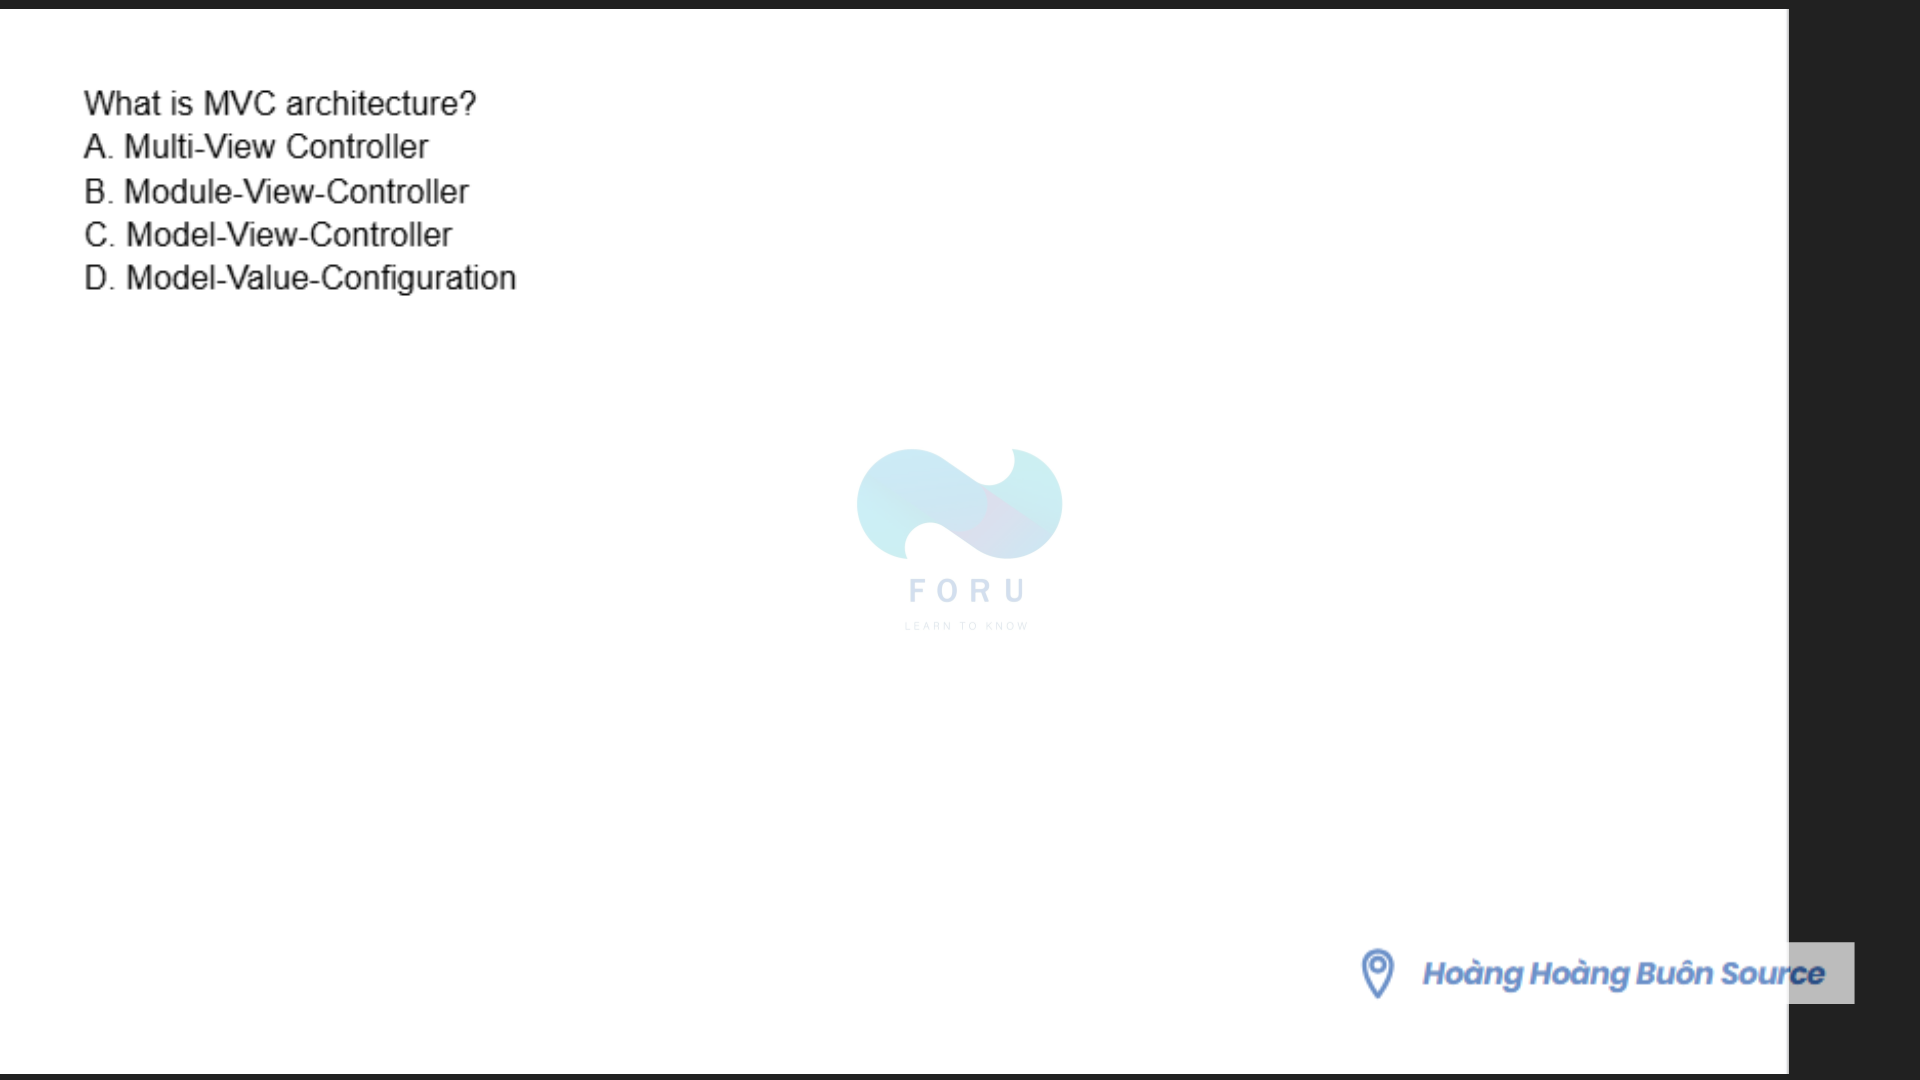 What is MVC architecture?
A. Multi-View Controller
B. Module-View-Controller
C. Model-View-Controller
D. Model-Value-Configuration
FORU
LEARN TO KNOW
Hoàng Hoàng Buôn Source